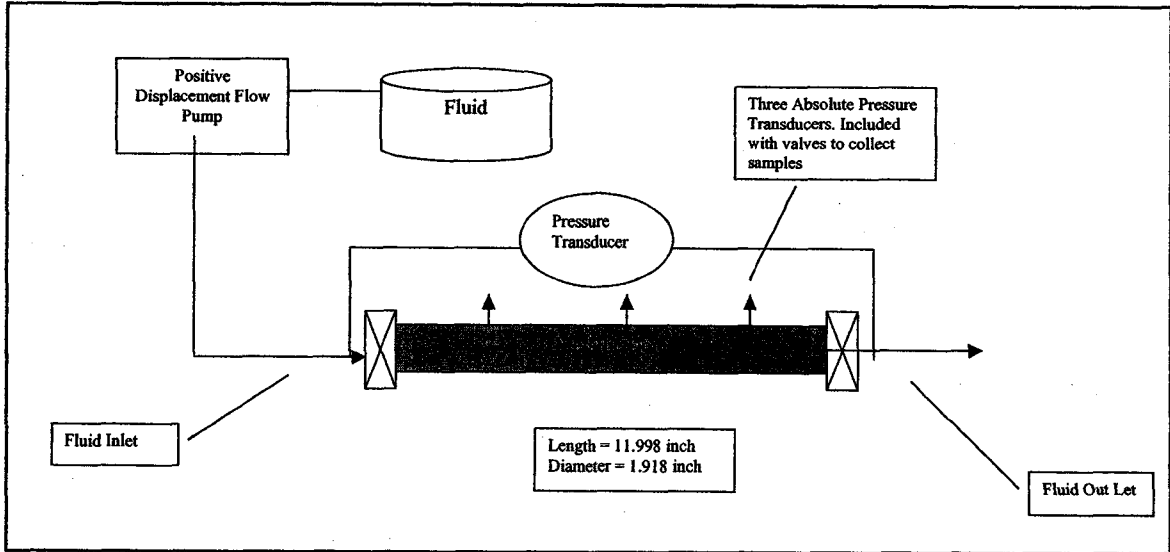 Positive
Displacement Flow
Pump
Fluid
Three Absolute Pressure
Transducers. Included
with valves to collect
samples
Pressure
Transducer
Fluid Inlet
Length = 11.998 inch
Diameter = 1.918 inch
Fluid Out Let